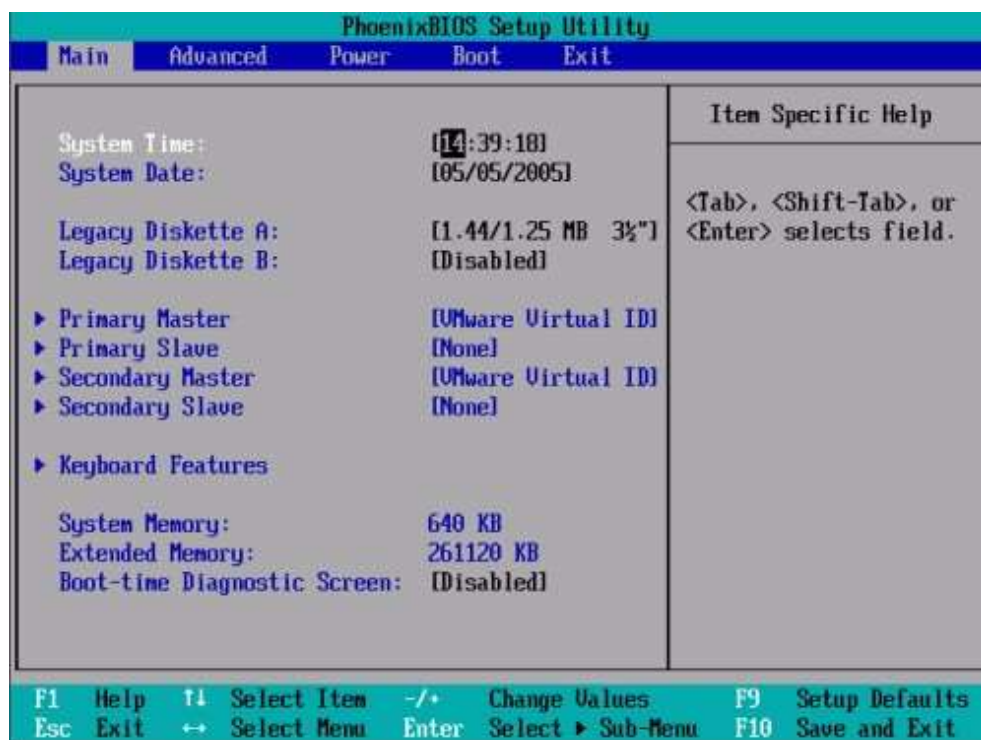 PhoenixBIOS Setup Utility
Main Advanced Power Boot Exit
Item Specific Help
System Time: [14:39:18]
System Date: [05/05/2005]
<Tab>, <Shift-Tab>, or
<Enter> selects field.
Legacy Diskette A: [1.44/1.25 MB 3½"]
Legacy Diskette B: [Disabled]
▶ Primary Master [VMware Virtual ID]
▶ Primary Slave [None]
▶ Secondary Master [VMware Virtual ID]
▶ Secondary Slave [None]
▶ Keyboard Features
System Memory: 640 KB
Extended Memory: 261120 KB
Boot-time Diagnostic Screen: [Disabled]
F1 Help ↑↓ Select Item -/+ Change Values F9 Setup Defaults
Esc Exit ↔ Select Menu Enter Select ▶ Sub-Menu F10 Save and Exit